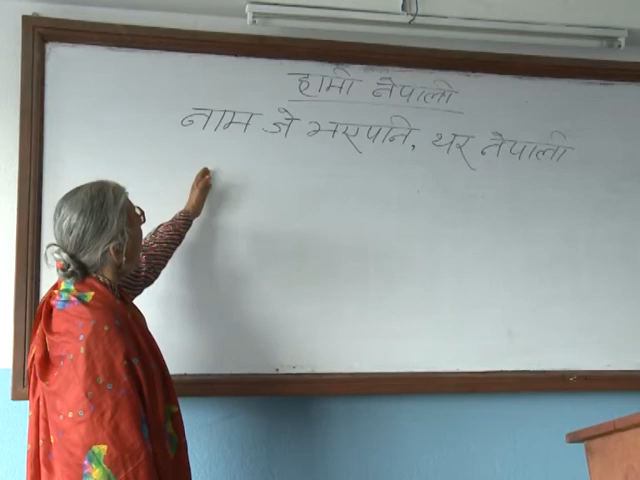 हामी नेपाली
नाम जे भएपनि, थर नेपाली